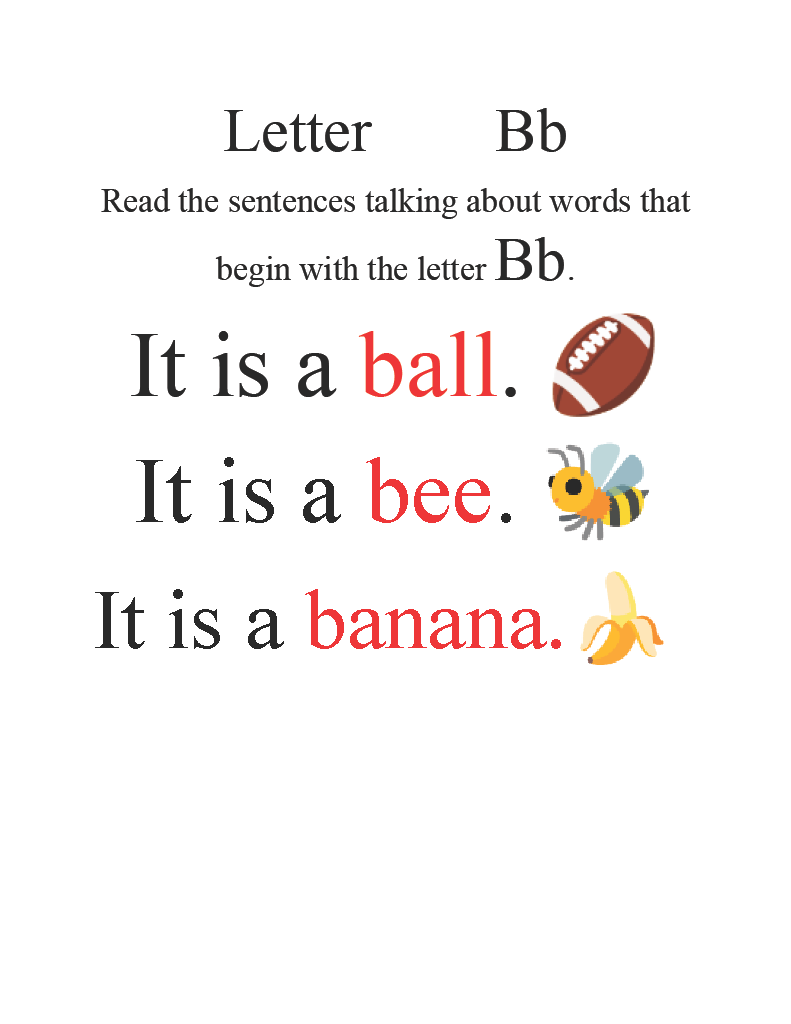 Letter Bb
Read the sentences talking about words that
begin with the letter Bb.
It is a ball.
It is a bee.
It is a banana.